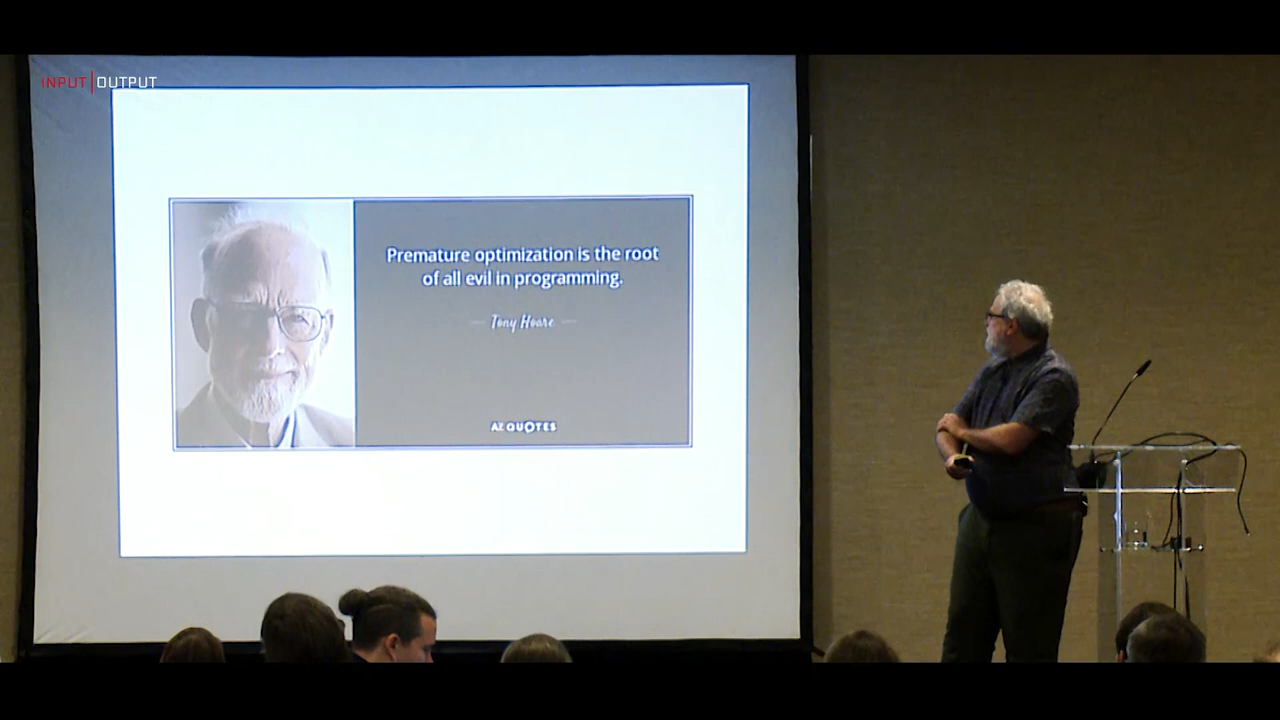 INPUT|OUTPUT
Premature optimization is the root
of all evil in programming.
— Tony Hoare —
AZ QUOTES